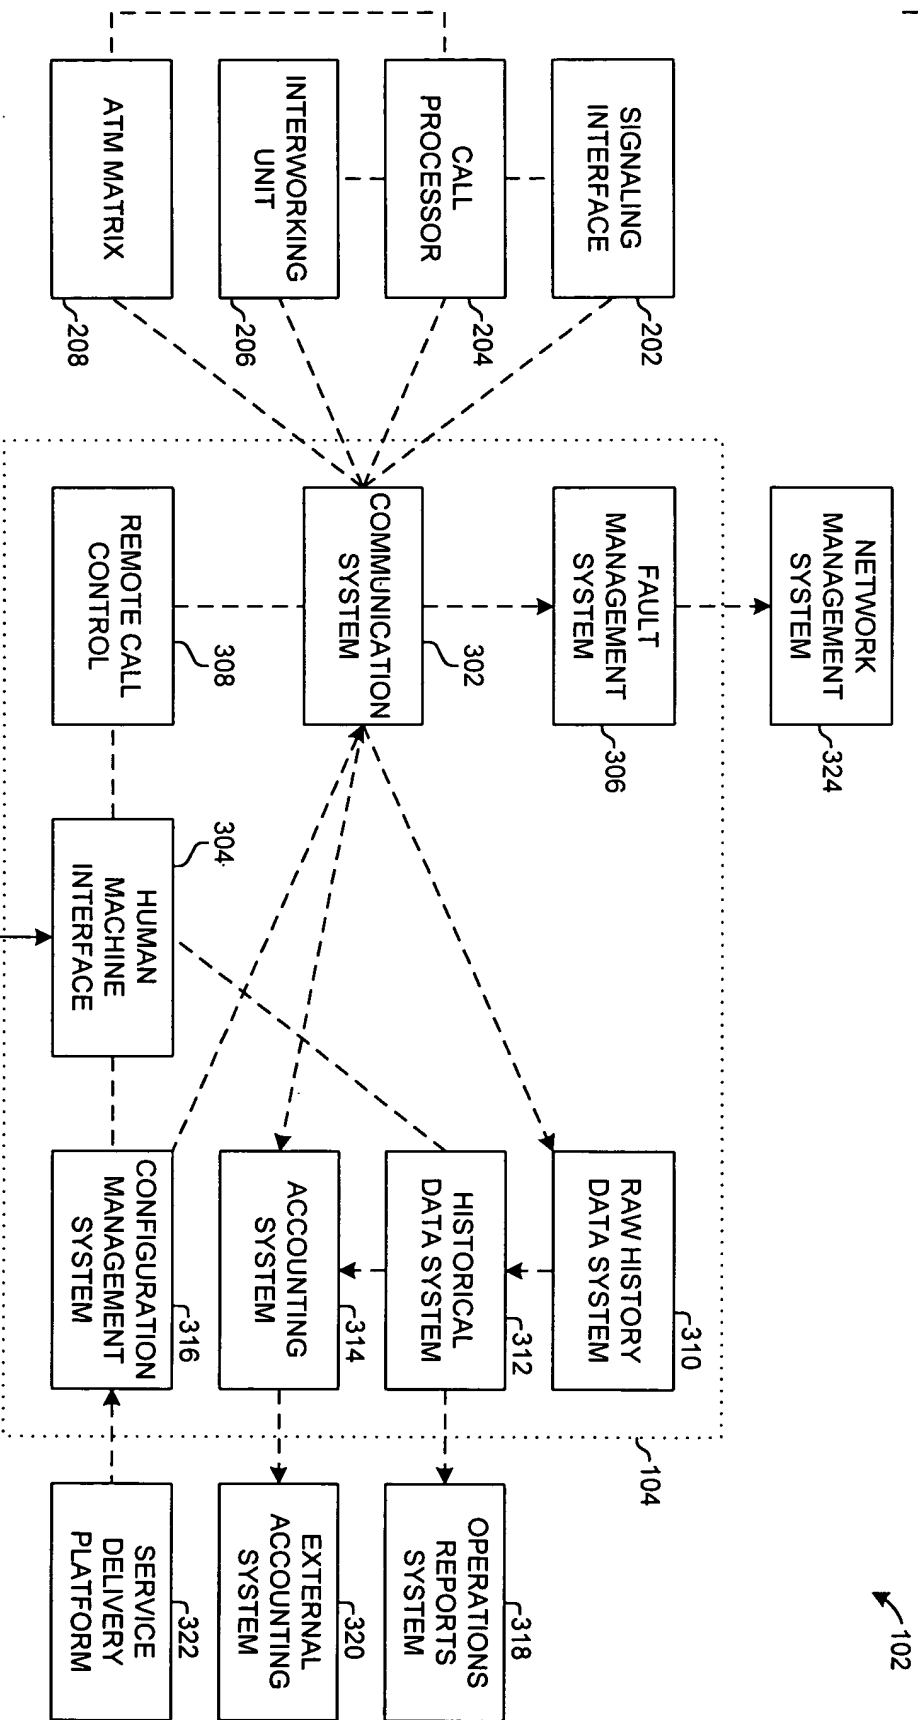 102
NETWORK
MANAGEMENT
SYSTEM
324
SIGNALING
INTERFACE
202
FAULT
MANAGEMENT
SYSTEM
306
RAW HISTORY
DATA SYSTEM
310
104
CALL
PROCESSOR
204
HISTORICAL
DATA SYSTEM
312
OPERATIONS
REPORTS
SYSTEM
318
INTERWORKING
UNIT
206
COMMUNICATION
SYSTEM
302
ACCOUNTING
SYSTEM
314
EXTERNAL
ACCOUNTING
SYSTEM
320
ATM MATRIX
208
REMOTE CALL
CONTROL
308
HUMAN
MACHINE
INTERFACE
304
CONFIGURATION
MANAGEMENT
SYSTEM
316
SERVICE
DELIVERY
PLATFORM
322